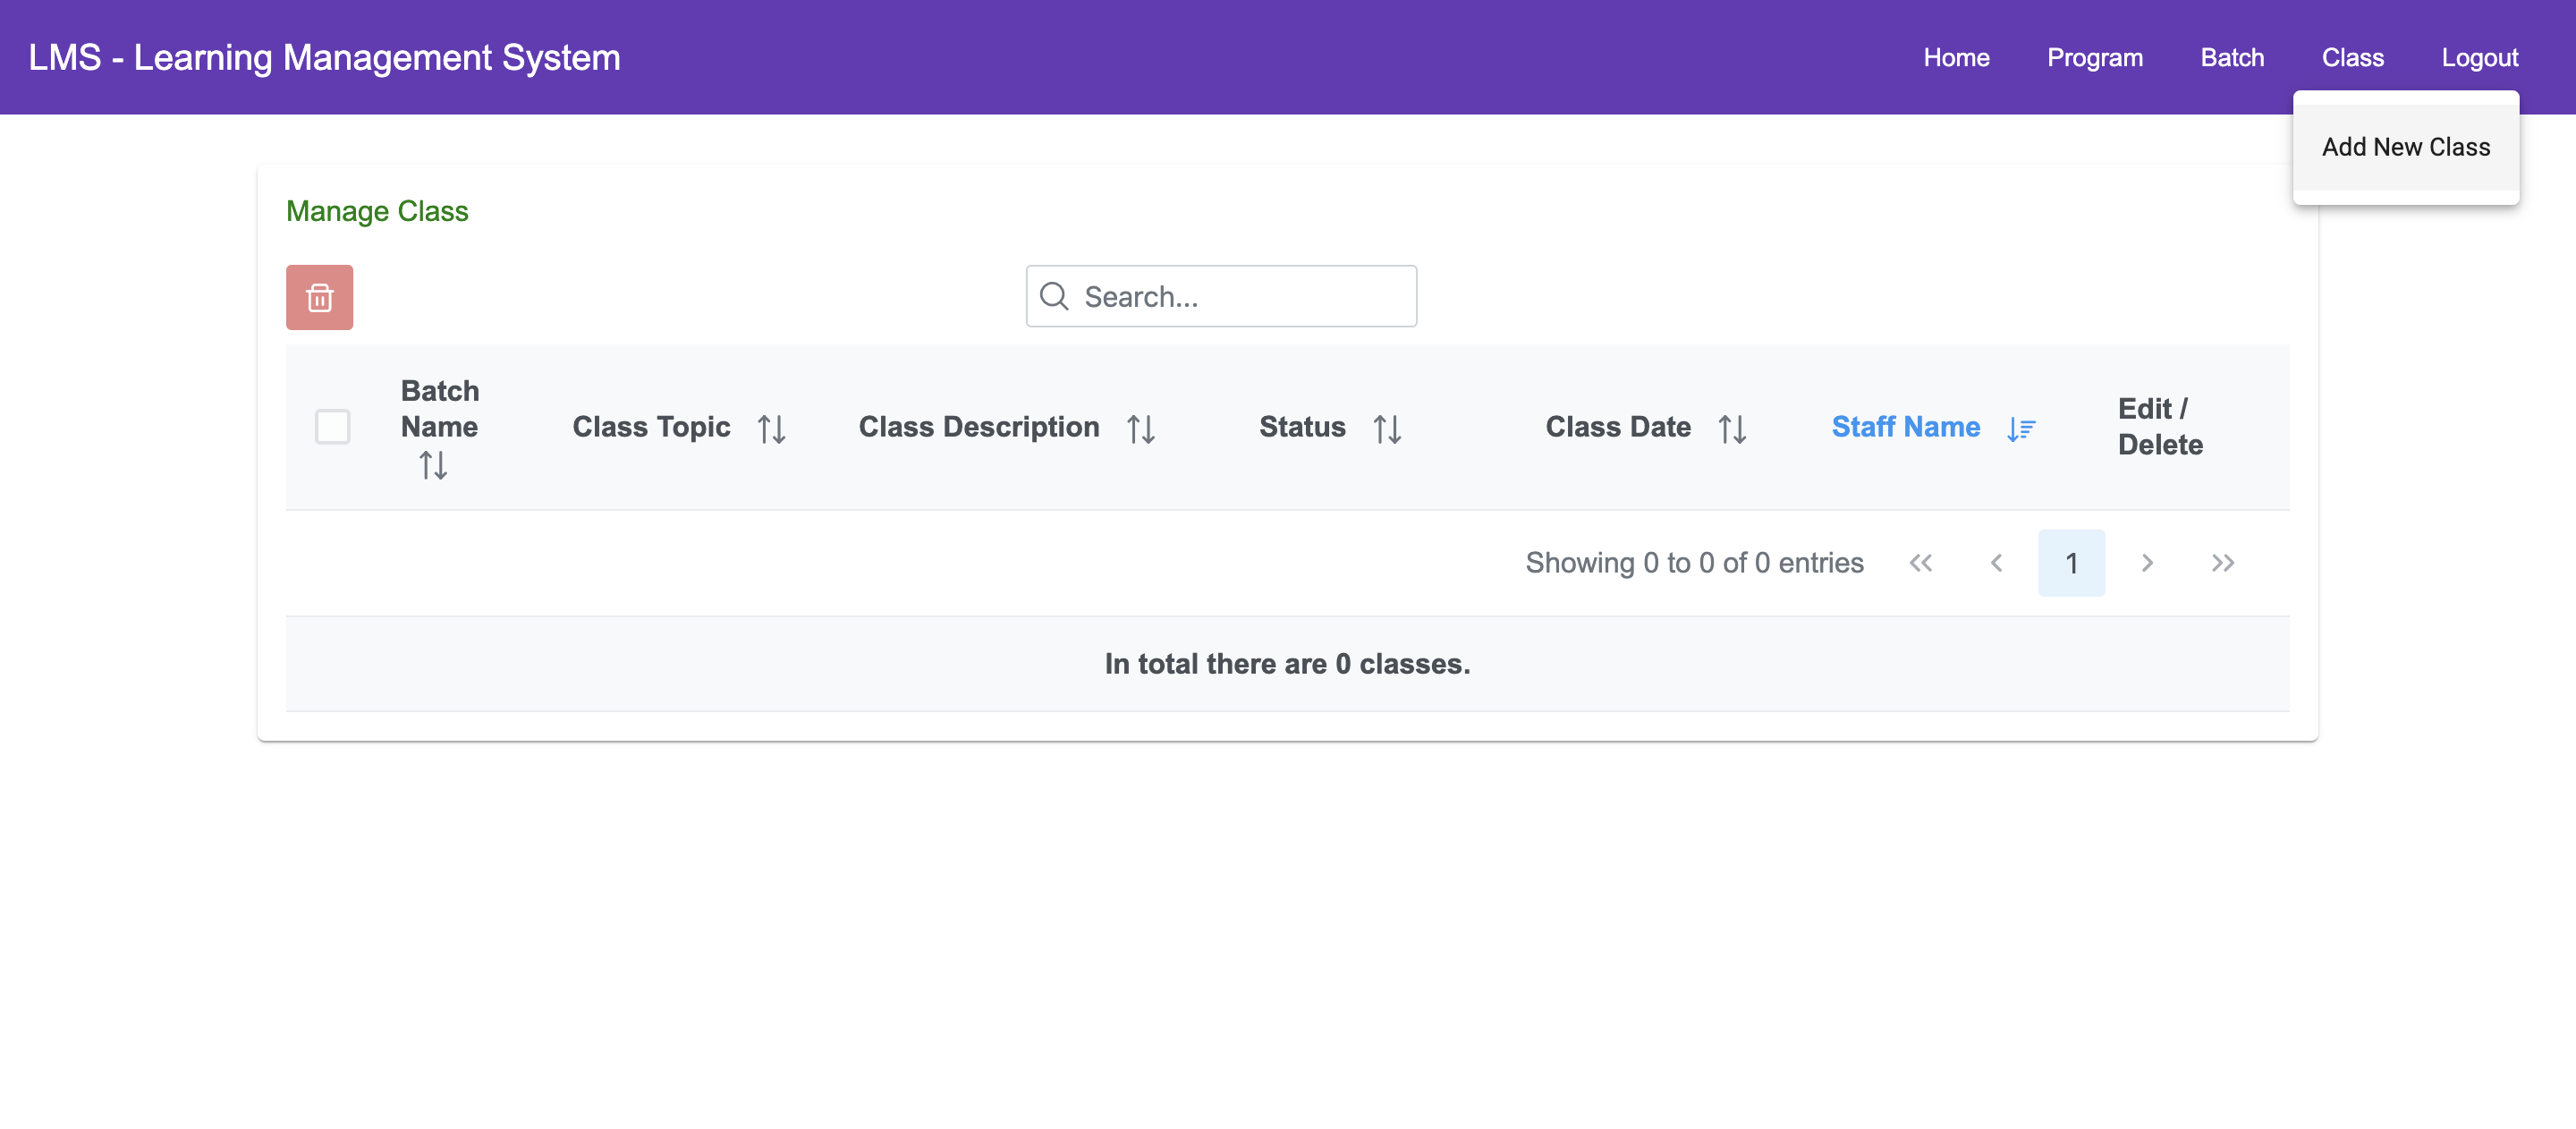 LMS - Learning Management System
Home Program Batch Class Logout
Add New Class
Manage Class
Search...
Batch Name
Class Topic
Class Description
Status
Class Date
Staff Name
Edit / Delete
Showing 0 to 0 of 0 entries
1
In total there are 0 classes.